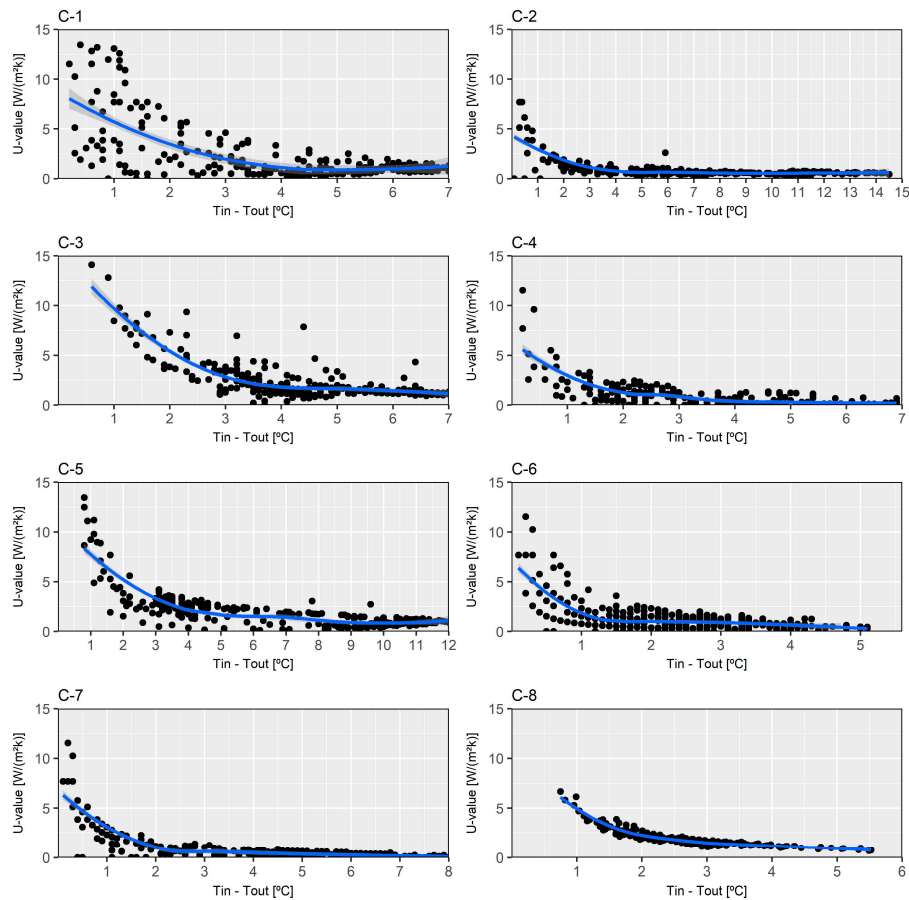 C-1
U-value [W/(m²k)]
15
10
5
0
1 2 3 4 5 6 7
Tin - Tout [ºC]
C-2
U-value [W/(m²k)]
15
10
5
0
1 2 3 4 5 6 7 8 9 10 11 12 13 14 15
Tin - Tout [ºC]
C-3
U-value [W/(m²k)]
15
10
5
0
1 2 3 4 5 6 7
Tin - Tout [ºC]
C-4
U-value [W/(m²k)]
15
10
5
0
1 2 3 4 5 6 7
Tin - Tout [ºC]
C-5
U-value [W/(m²k)]
15
10
5
0
1 2 3 4 5 6 7 8 9 10 11 12
Tin - Tout [ºC]
C-6
U-value [W/(m²k)]
15
10
5
0
1 2 3 4 5
Tin - Tout [ºC]
C-7
U-value [W/(m²k)]
15
10
5
0
1 2 3 4 5 6 7 8
Tin - Tout [ºC]
C-8
U-value [W/(m²k)]
15
10
5
0
1 2 3 4 5 6
Tin - Tout [ºC]